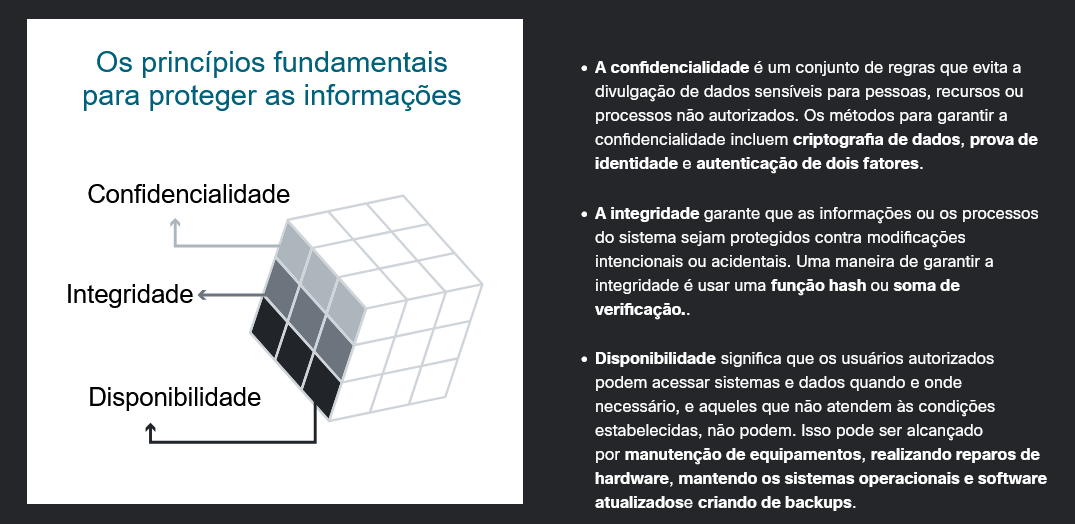 Os princípios fundamentais
para proteger as informações
Confidencialidade
Integridade
Disponibilidade
• A confidencialidade é um conjunto de regras que evita a
divulgação de dados sensíveis para pessoas, recursos ou
processos não autorizados. Os métodos para garantir a
confidencialidade incluem criptografia de dados, prova de
identidade e autenticação de dois fatores.
• A integridade garante que as informações ou os processos
do sistema sejam protegidos contra modificações
intencionais ou acidentais. Uma maneira de garantir a
integridade é usar uma função hash ou soma de
verificação..
• Disponibilidade significa que os usuários autorizados
podem acessar sistemas e dados quando e onde
necessário, e aqueles que não atendem às condições
estabelecidas, não podem. Isso pode ser alcançado
por manutenção de equipamentos, realizando reparos de
hardware, mantendo os sistemas operacionais e software
atualizadose criando de backups.